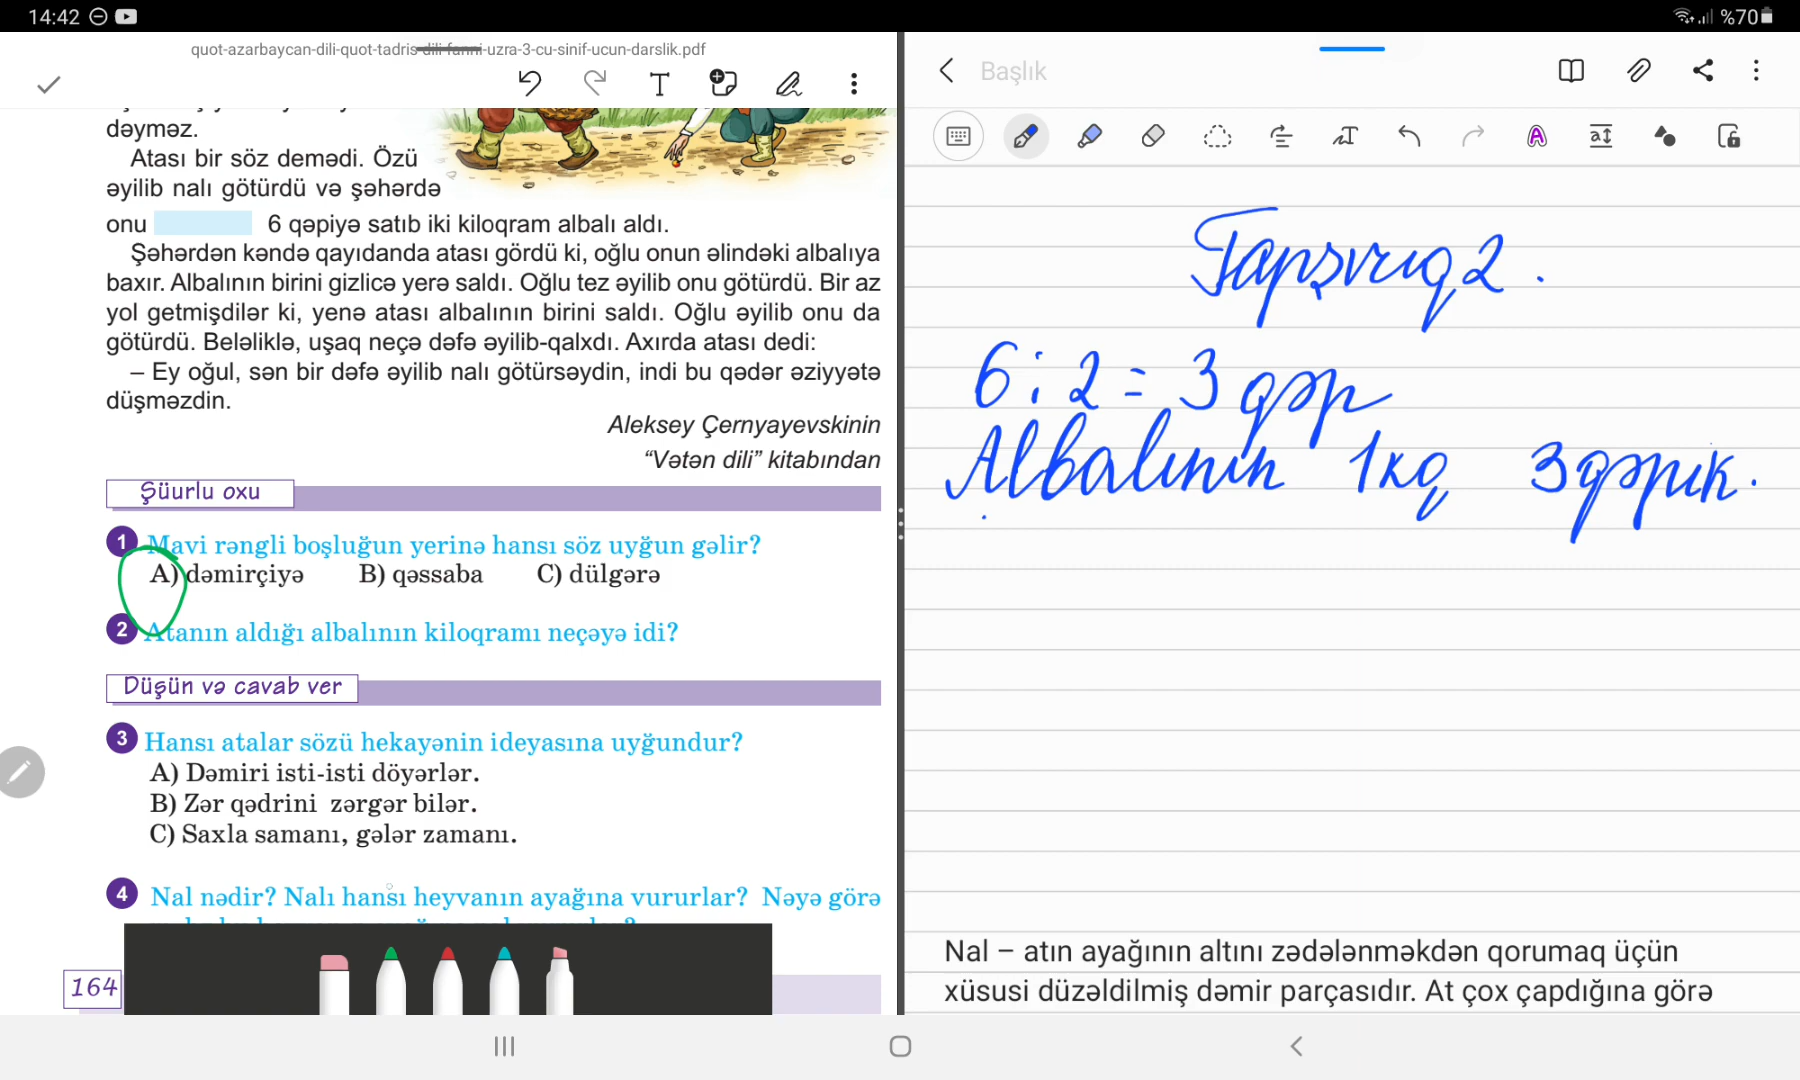 14:42
%70
quot-azarbaycan-dili-quot-tadris-dili-fanni-uzra-3-cu-sinif-ucun-darslik.pdf
dəyməz.
Atası bir söz demədi. Özü
əyilib nalı götürdü və şəhərdə
onu 6 qəpiyə satıb iki kiloqram albalı aldı.
Şəhərdən kəndə qayıdanda atası gördü ki, oğlu onun əlindəki albalıya
baxır. Albalının birini gizlicə yerə saldı. Oğlu tez əyilib onu götürdü. Bir az
yol getmişdilər ki, yenə atası albalının birini saldı. Oğlu əyilib onu da
götürdü. Beləliklə, uşaq neçə dəfə əyilib-qalxdı. Axırda atası dedi:
– Ey oğul, sən bir dəfə əyilib nalı götürsəydin, indi bu qədər əziyyətə
düşməzdin.
Aleksey Çernyayevskinin
“Vətən dili” kitabından
Şüurlu oxu
1 Mavi rəngli boşluğun yerinə hansı söz uyğun gəlir?
A) dəmirçiyə B) qəssaba C) dülgərə
2 Atanın aldığı albalının kiloqramı neçəyə idi?
Düşün və cavab ver
3 Hansı atalar sözü hekayənin ideyasına uyğundur?
A) Dəmiri isti-isti döyərlər.
B) Zər qədrini zərgər bilər.
C) Saxla samanı, gələr zamanı.
4 Nal nədir? Nalı hansı heyvanın ayağına vururlar? Nəyə görə
164
Başlık
Tapşırıq 2.
6 : 2 = 3 qəp
Albalının 1kq 3 qəpik.
Nal – atın ayağının altını zədələnməkdən qorumaq üçün
xüsusi düzəldilmiş dəmir parçasıdır. At çox çapdığına görə